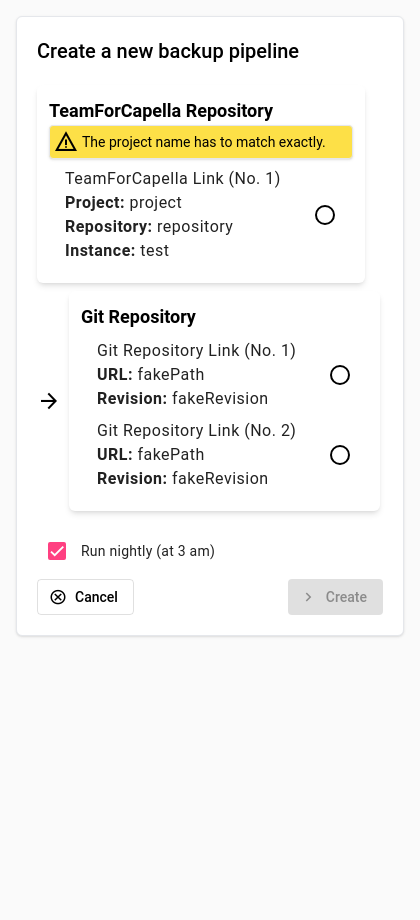 Create a new backup pipeline
TeamForCapella Repository
The project name has to match exactly.
TeamForCapella Link (No. 1)
Project: project
Repository: repository
Instance: test
Git Repository
Git Repository Link (No. 1)
URL: fakePath
Revision: fakeRevision
Git Repository Link (No. 2)
URL: fakePath
Revision: fakeRevision
Run nightly (at 3 am)
Cancel
Create